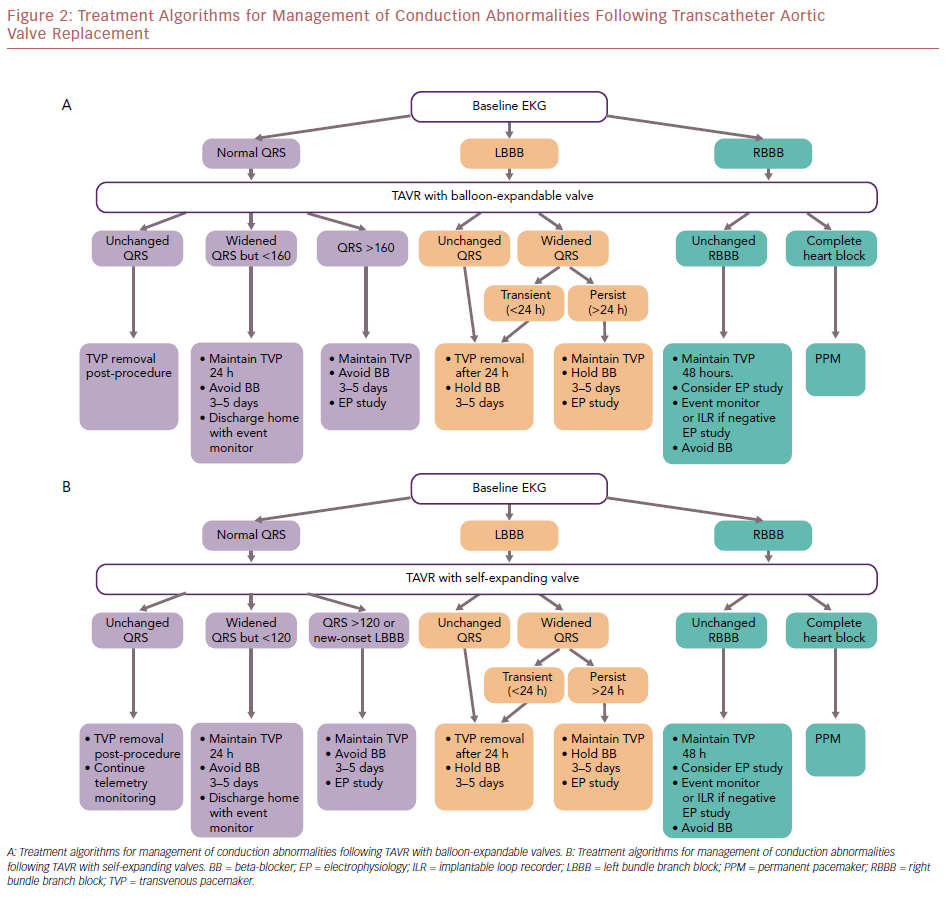 Figure 2: Treatment Algorithms for Management of Conduction Abnormalities Following Transcatheter Aortic
Valve Replacement
A
Baseline EKG
Normal QRS
LBBB
RBBB
TAVR with balloon-expandable valve
Unchanged
QRS
Widened
QRS but <160
QRS >160
Unchanged
QRS
Widened
QRS
Unchanged
RBBB
Complete
heart block
Transient
(<24 h)
Persist
(>24 h)
TVP removal
post-procedure
• Maintain TVP
24 h
• Avoid BB
3–5 days
• Discharge home
with event
monitor
• Maintain TVP
• Avoid BB
3–5 days
• EP study
• TVP removal
after 24 h
• Hold BB
3–5 days
• Maintain TVP
• Hold BB
3–5 days
• EP study
• Maintain TVP
48 hours.
• Consider EP study
• Event monitor
or ILR if negative
EP study
• Avoid BB
PPM
B
Baseline EKG
Normal QRS
LBBB
RBBB
TAVR with self-expanding valve
Unchanged
QRS
Widened
QRS but <120
QRS >120 or
new-onset LBBB
Unchanged
QRS
Widened
QRS
Unchanged
RBBB
Complete
heart block
Transient
(<24 h)
Persist
>24 h
• TVP removal
post-procedure
• Continue
telemetry
monitoring
• Maintain TVP
24 h
• Avoid BB
3–5 days
• Discharge home
with event
monitor
• Maintain TVP
• Avoid BB
3–5 days
• EP study
• TVP removal
after 24 h
• Hold BB
3–5 days
• Maintain TVP
• Hold BB
3–5 days
• EP study
• Maintain TVP
48 h
• Consider EP study
• Event monitor
or ILR if negative
EP study
• Avoid BB
PPM
A: Treatment algorithms for management of conduction abnormalities following TAVR with balloon-expandable valves. B: Treatment algorithms for management of conduction abnormalities
following TAVR with self-expanding valves. BB = beta-blocker; EP = electrophysiology; ILR = implantable loop recorder; LBBB = left bundle branch block; PPM = permanent pacemaker; RBBB = right
bundle branch block; TVP = transvenous pacemaker.